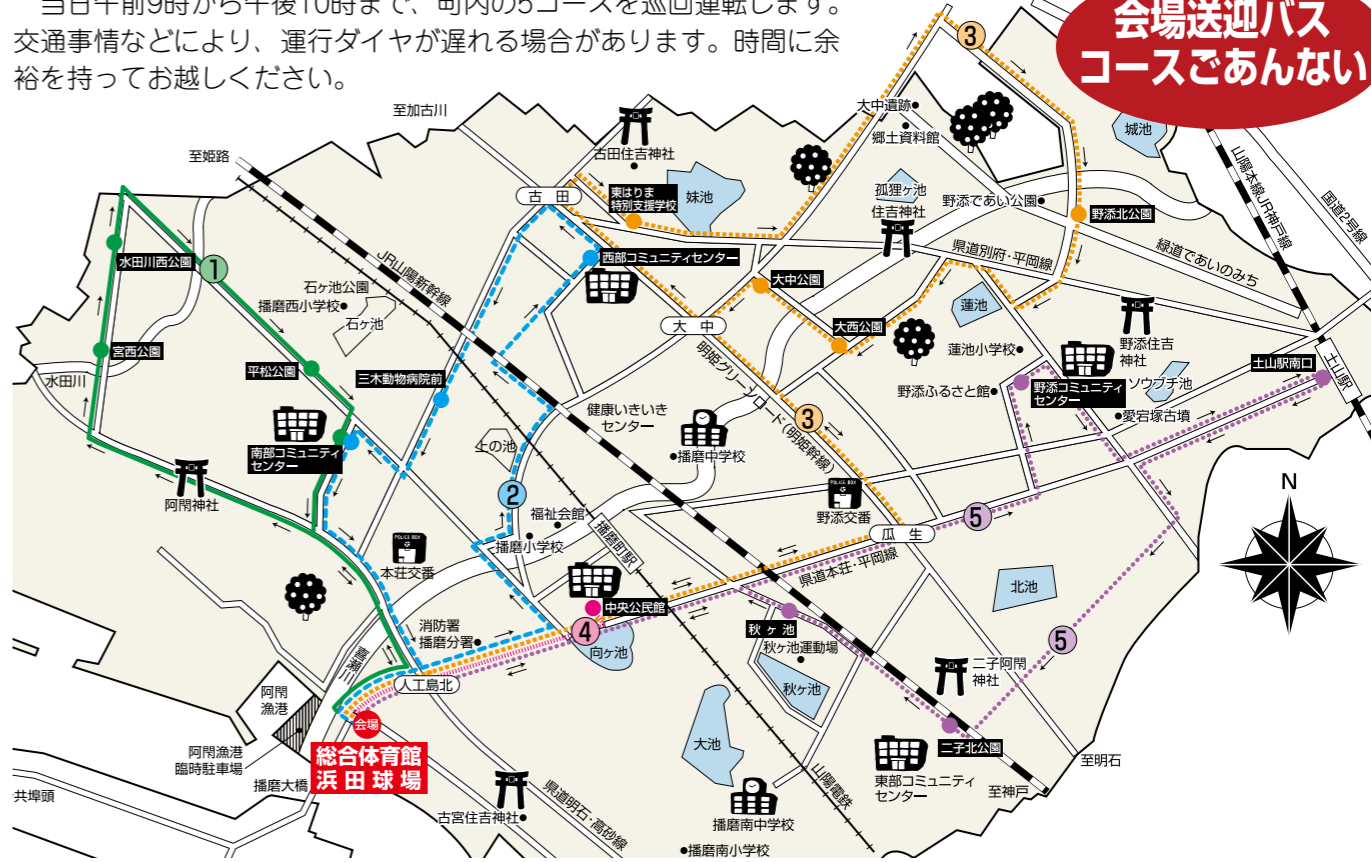 当日午前9時から午後10時まで、町内の5コースを巡回運転します。
交通事情などにより、運行ダイヤが遅れる場合があります。時間に余
裕を持ってお越しください。
会場送迎バス
コースごあんない
至加古川
至姫路
古田住吉神社
古田
東はりま
特別支援学校
妹池
大中遺跡
郷土資料館
3
城池
山陽本線JR神戸線
国道2号線
狐狸ヶ池
住吉神社
野添であい公園
野添北公園
県道別府・平岡線
緑道であいのみち
水田川西公園
1
JR山陽新幹線
西部コミュニティセンター
石ヶ池公園
播磨西小学校
石ヶ池
大中公園
大中
大西公園
蓮池
蓮池小学校
野添住吉
神社
宮西公園
水田川
平松公園
三木動物病院前
明姫グリーンロード(明姫幹線)
野添ふるさと館
野添コミュニティ
センター
ソウブチ池
愛宕塚古墳
土山駅南口
土山駅
健康いきいき
センター
3
南部コミュニティ
センター
上の池
播磨中学校
阿閇神社
2
福祉会館
播磨小学校
播磨町駅
POLICE BOX
野添交番
瓜生
5
県道本荘・平岡線
N
POLICE BOX
本荘交番
中央公民館
4
向ヶ池
消防署
播磨分署
秋ヶ池
秋ヶ池運動場
秋ヶ池
北池
5
二子阿閇
神社
喜瀬川
人工島北
阿閇
漁港
会場
総合体育館
浜田球場
阿閇漁港
臨時駐車場
播磨大橋
共埠頭
大池
二子北公園
東部コミュニティ
センター
至明石
至神戸
古宮住吉神社
県道明石・高砂線
播磨南中学校
山陽電鉄
播磨南小学校